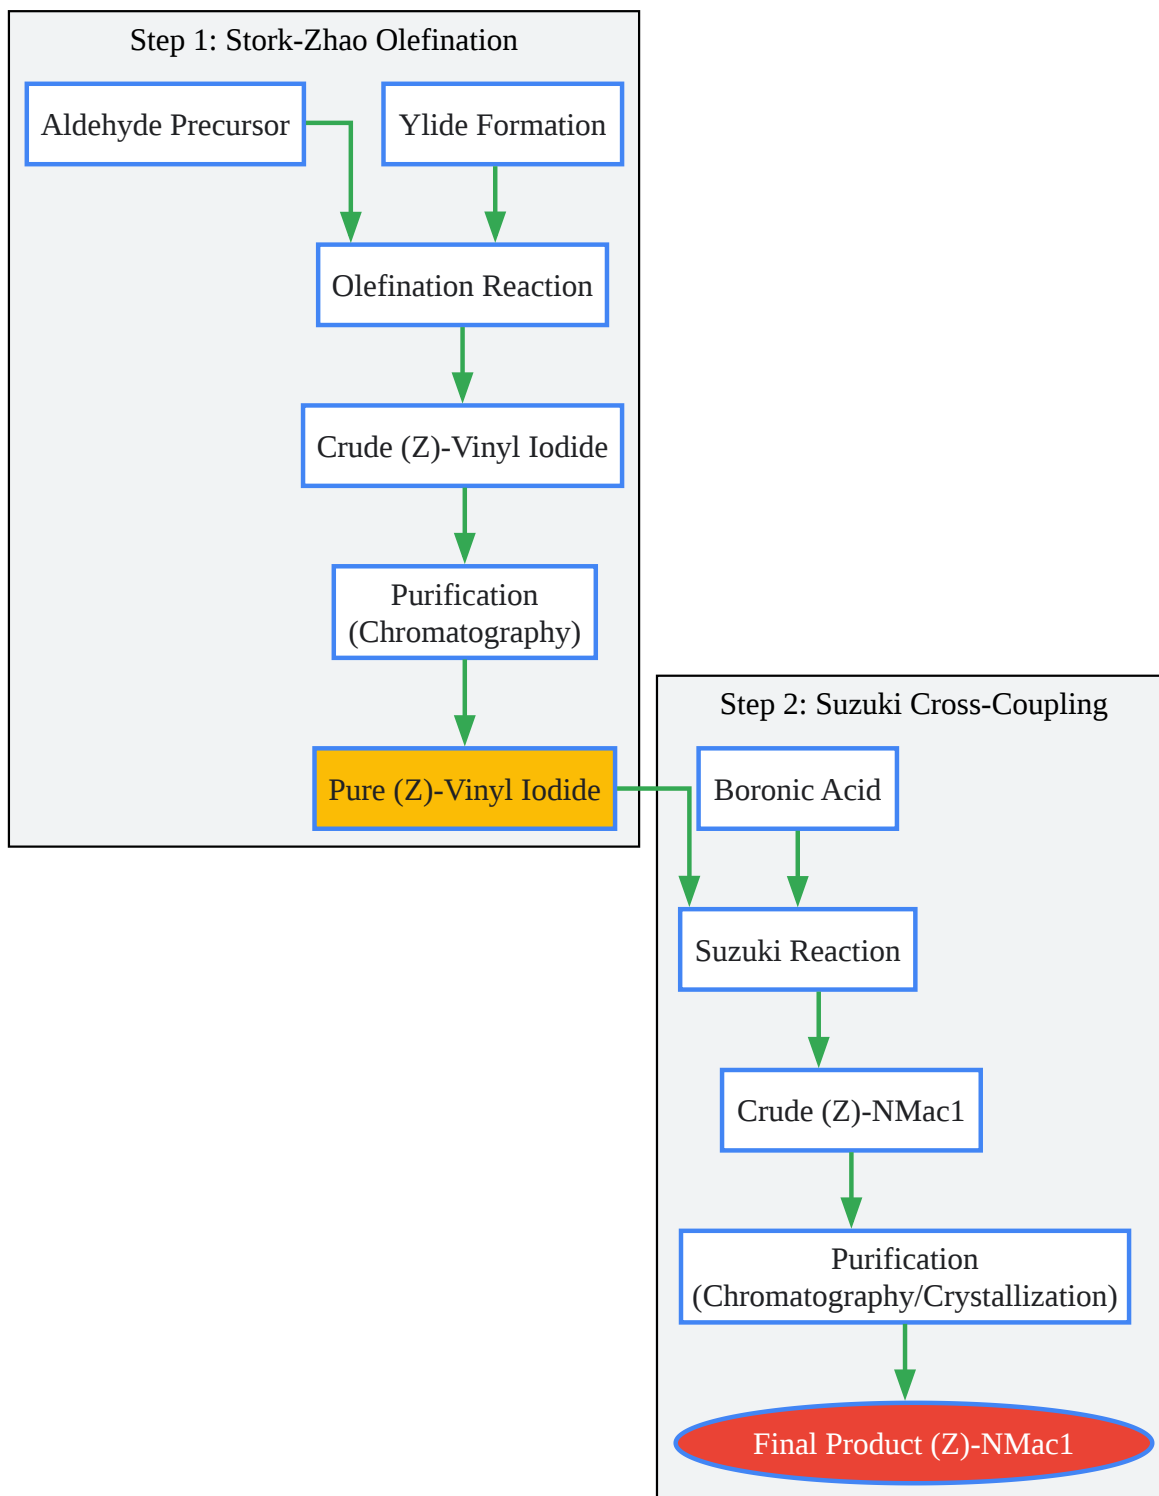 Step 1: Stork-Zhao Olefination
Aldehyde Precursor
Ylide Formation
Olefination Reaction
Crude (Z)-Vinyl Iodide
Purification
(Chromatography)
Pure (Z)-Vinyl Iodide
Step 2: Suzuki Cross-Coupling
Boronic Acid
Suzuki Reaction
Crude (Z)-NMac1
Purification
(Chromatography/Crystallization)
Final Product (Z)-NMac1